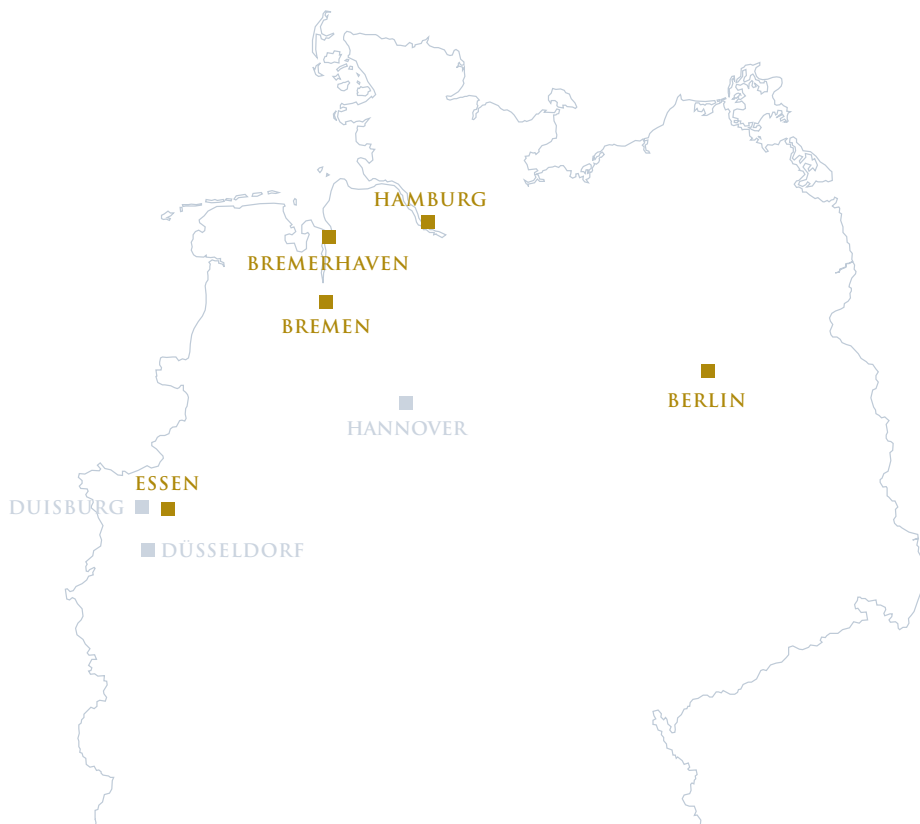 HAMBURG
BREMERHAVEN
BREMEN
BERLIN
HANNOVER
ESSEN
DUISBURG
DÜSSELDORF